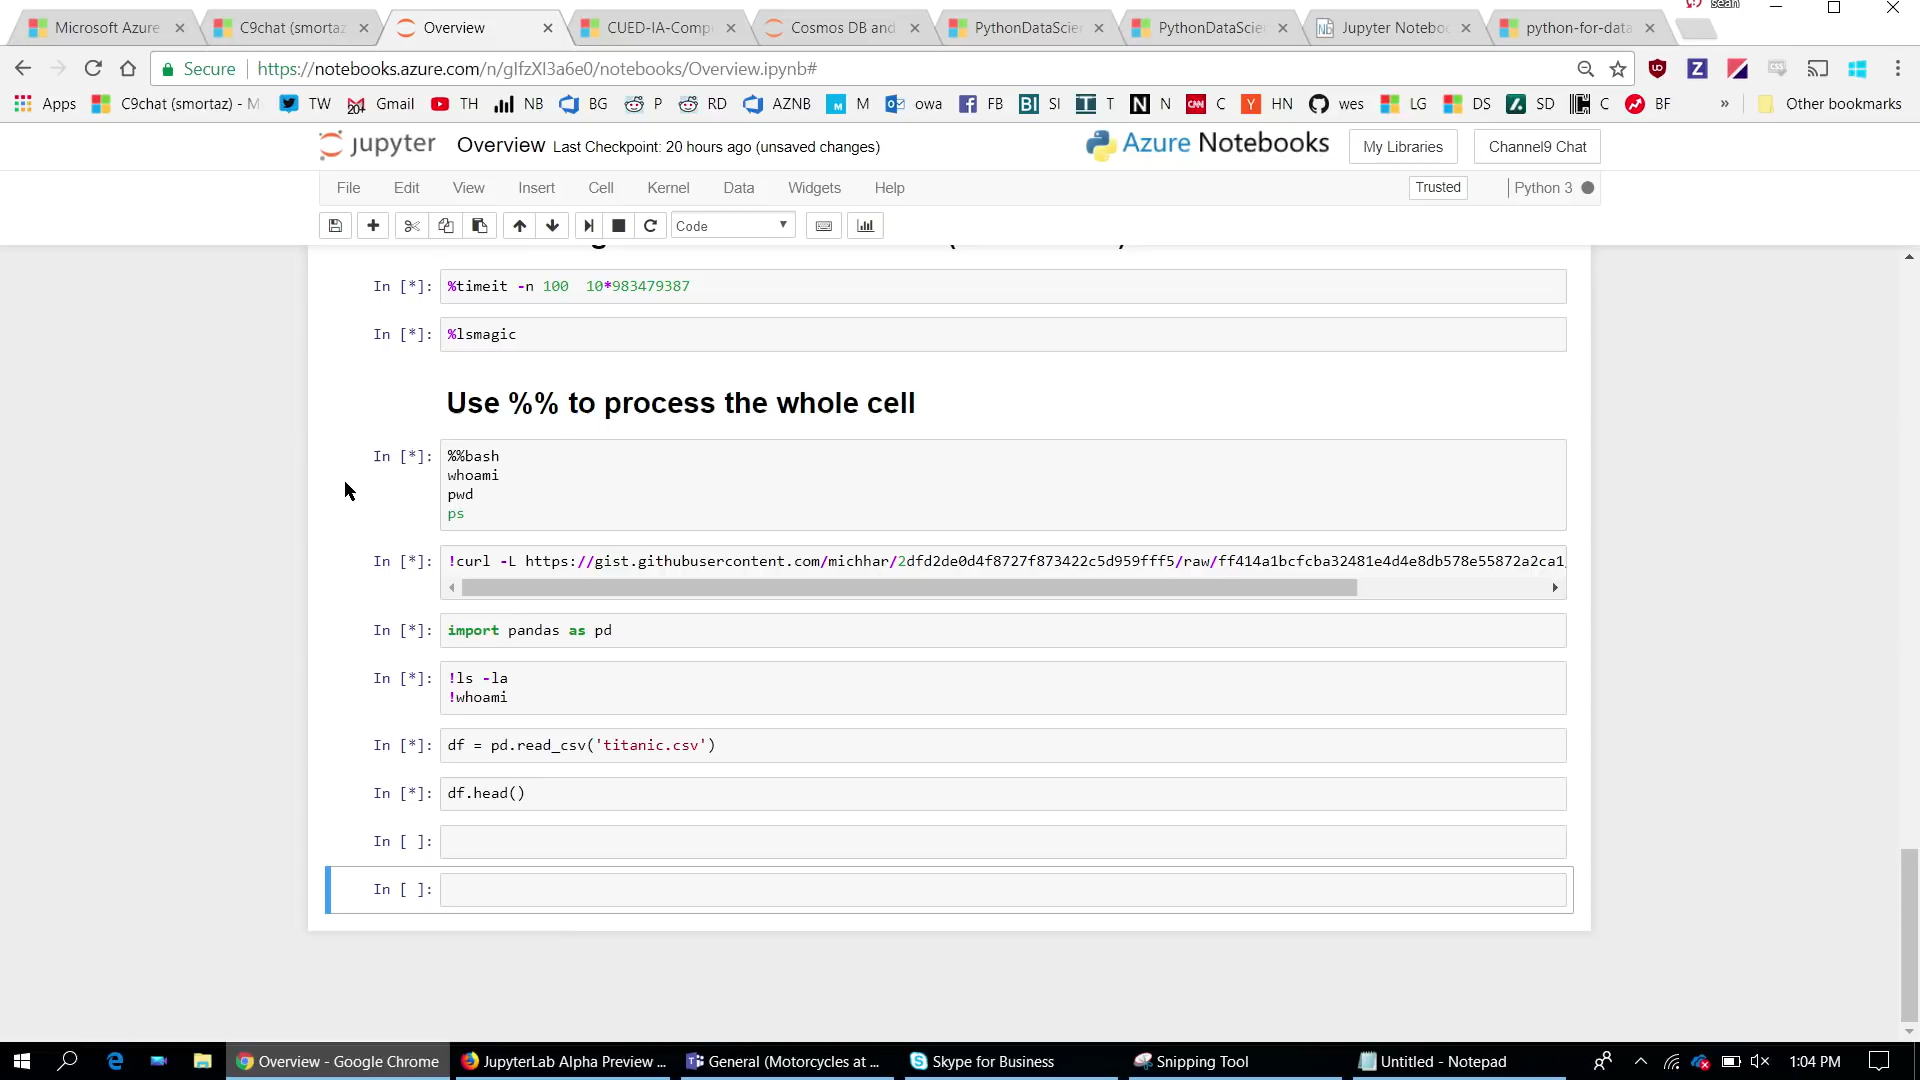 sean
Microsoft Azure
C9chat (smortaz
Overview
CUED-IA-Comp
Cosmos DB and
PythonDataScien
PythonDataScien
Jupyter Notebo
python-for-data
Secure
https://notebooks.azure.com/n/gIfzXI3a6e0/notebooks/Overview.ipynb#
Apps C9chat (smortaz) - M TW Gmail TH NB BG P RD AZNB M owa FB SI T N C HN wes LG DS SD C BF » Other bookmarks
jupyter Overview Last Checkpoint: 20 hours ago (unsaved changes) Azure Notebooks My Libraries Channel9 Chat
File Edit View Insert Cell Kernel Data Widgets Help Trusted Python 3
Code
In [*]: %timeit -n 100  10*983479387
In [*]: %lsmagic
Use %% to process the whole cell
In [*]: %%bash
whoami
pwd
ps
In [*]: !curl -L https://gist.githubusercontent.com/michhar/2dfd2de0d4f8727f873422c5d959fff5/raw/ff414a1bcfcba32481e4d4e8db578e55872a2ca1
In [*]: import pandas as pd
In [*]: !ls -la
!whoami
In [*]: df = pd.read_csv('titanic.csv')
In [*]: df.head()
In [ ]:
In [ ]:
Overview - Google Chrome JupyterLab Alpha Preview ... General (Motorcycles at ... Skype for Business Snipping Tool Untitled - Notepad 1:04 PM